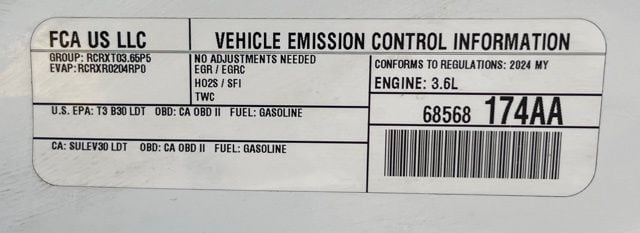 FCA US LLC
VEHICLE EMISSION CONTROL INFORMATION
GROUP: RCRXT03.65P5
EVAP: RCRXR0204RP0
NO ADJUSTMENTS NEEDED
EGR / EGRC
HO2S / SFI
TWC
CONFORMS TO REGULATIONS: 2024 MY
ENGINE: 3.6L
U.S. EPA: T3 B30 LDT OBD: CA OBD II FUEL: GASOLINE
68568 174AA
CA: SULEV30 LDT OBD: CA OBD II FUEL: GASOLINE